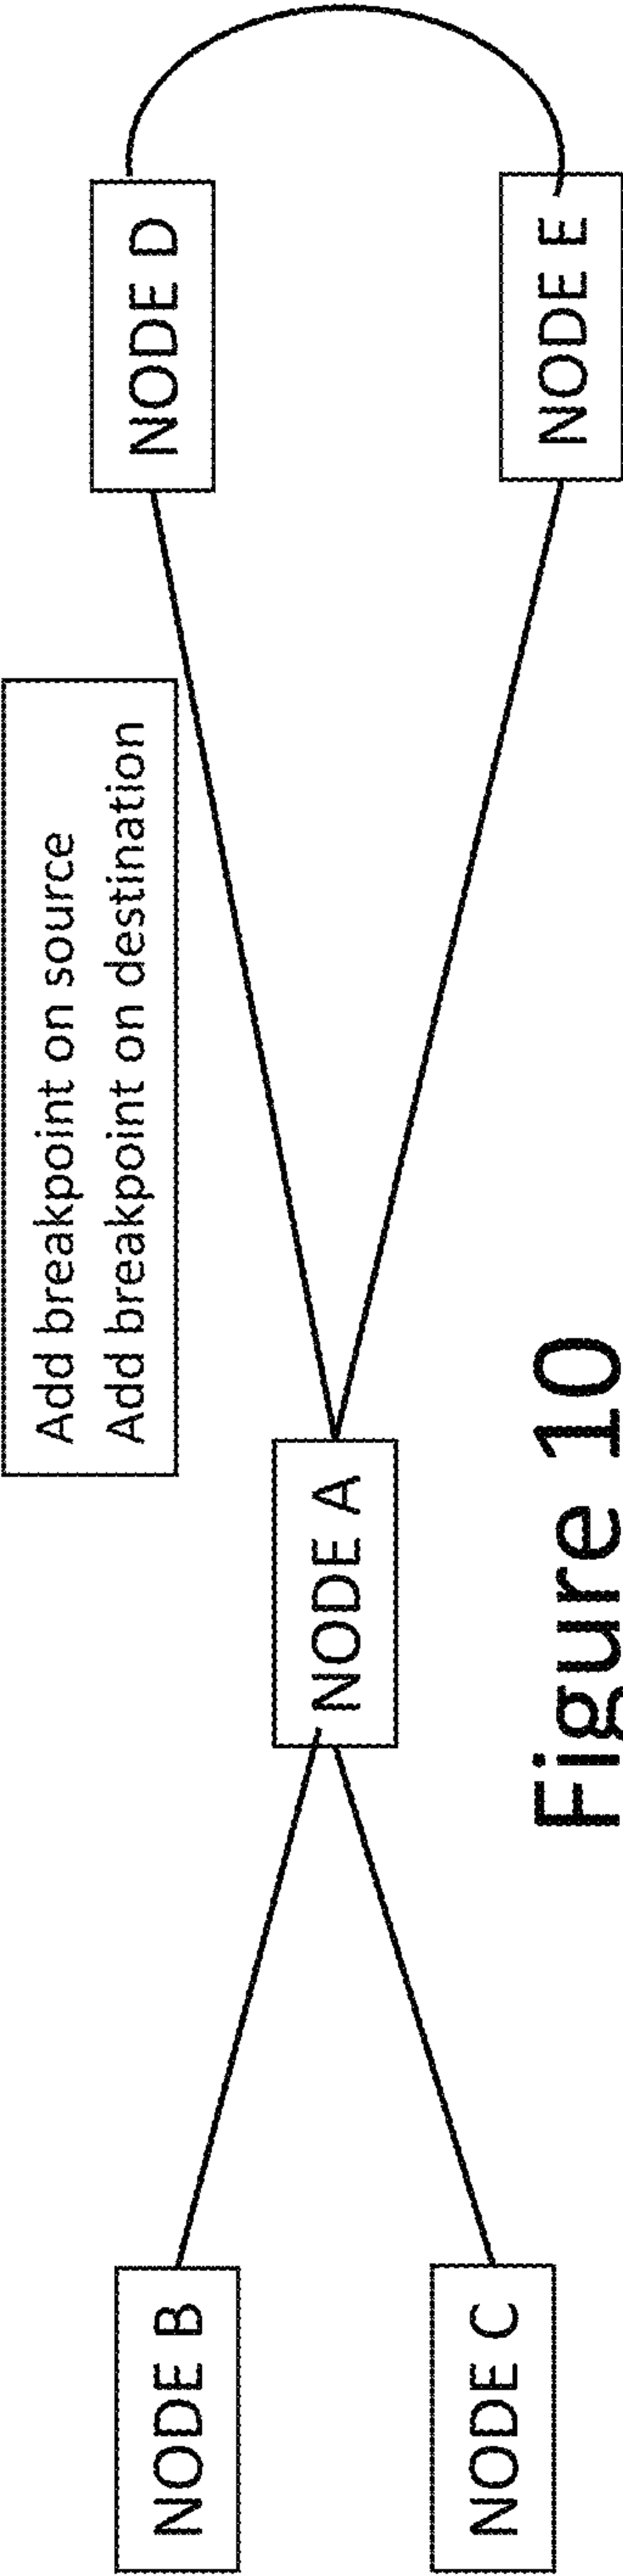 Add breakpoint on source
Add breakpoint on destination
NODE B
NODE D
NODE A
NODE C
NODE E
Figure 10